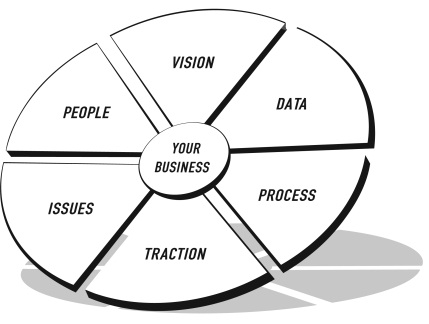 VISION
PEOPLE
DATA
YOUR
BUSINESS
ISSUES
PROCESS
TRACTION